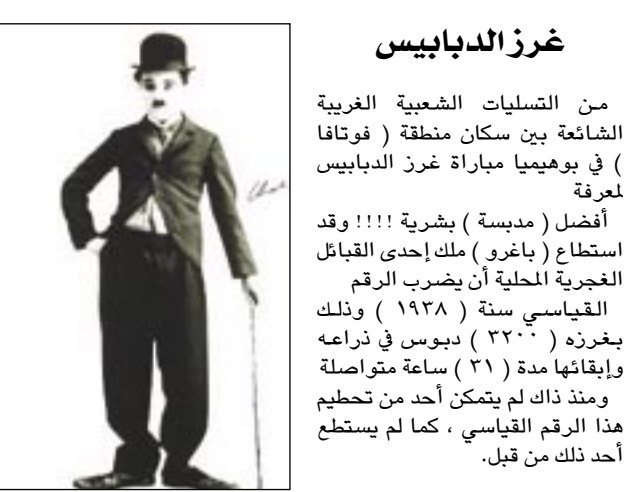 غرز الدبابيس
من التسليات الشعبية الغريبة
الشائعة بين سكان منطقة ( فوتافا
) في بوهيميا مباراة غرز الدبابيس
لمعرفة
أفضل ( مدبسة ) بشرية !!!! وقد
استطاع ( باغرو ) ملك إحدى القبائل
الغجرية المحلية أن يضرب الرقم
القياسي سنة ( ١٩٣٨ ) وذلك
بغرزه ( ٣٢٠٠ ) دبوس في ذراعه
وإبقائها مدة ( ٣١ ) ساعة متواصلة
ومنذ ذاك لم يتمكن أحد من تحطيم
هذا الرقم القياسي ، كما لم يستطع
أحد ذلك من قبل.